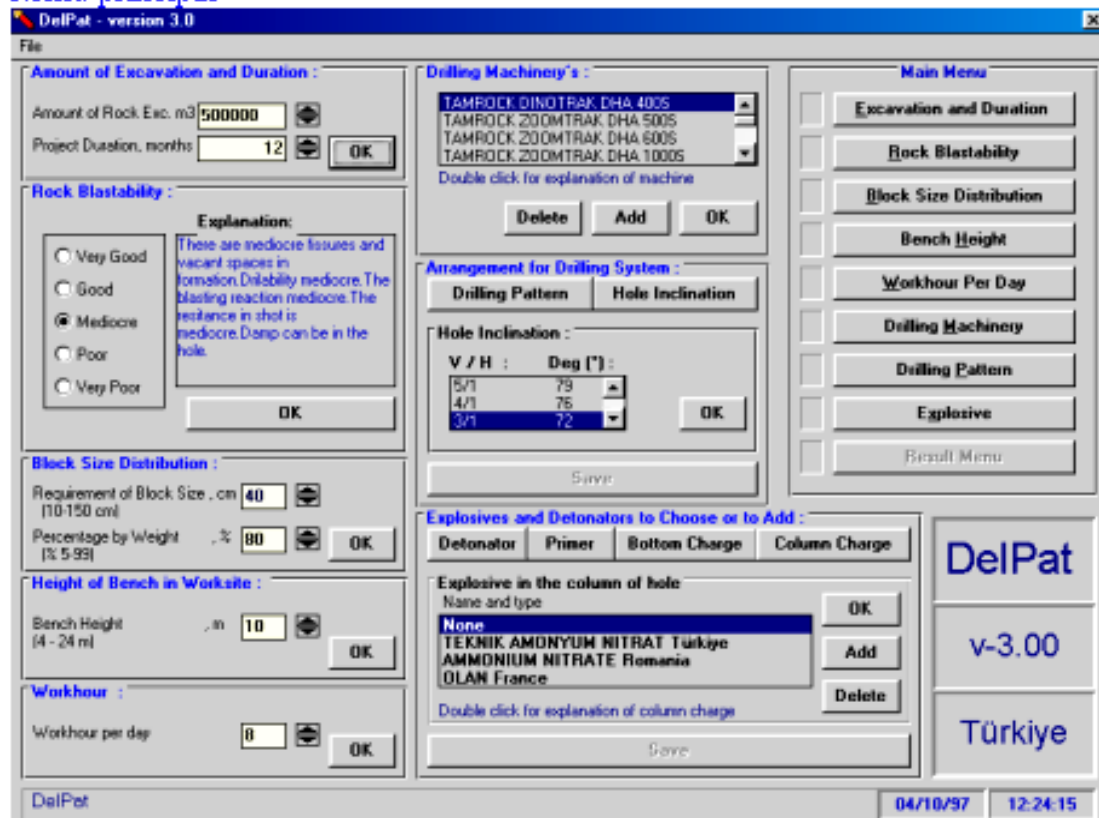 DelPat - version 3.0
File
Amount of Excavation and Duration :
Amount of Rock Exc. m3 500000
Project Duration, months 12 OK
Rock Blastability :
Explanation:
Very Good
Good
Mediocre
Poor
Very Poor
There are mediocre fissures and
vacant spaces in
formation.Drilability mediocre.The
blasting reaction mediocre.The
resitance in shot is
mediocre.Damp can be in the
hole.
OK
Block Size Distribution :
Requirement of Block Size , cm 40
(10-150 cm)
Percentage by Weight , % 80 OK
(% 5-99)
Height of Bench in Worksite :
Bench Height , m 10
(4 - 24 m)
OK
Workhour :
Workhour per day 8
OK
Drilling Machinery's :
TAMROCK DINOTRAK DHA 400S
TAMROCK ZOOMTRAK DHA 500S
TAMROCK ZOOMTRAK DHA 600S
TAMROCK ZOOMTRAK DHA 1000S
Double click for explanation of machine
Delete Add OK
Arrangement for Drilling System :
Drilling Pattern Hole Inclination
Hole Inclination :
V / H : Deg (°) :
5/1 79
4/1 76
3/1 72
OK
Save
Explosives and Detonators to Choose or to Add :
Detonator Primer Bottom Charge Column Charge
Explosive in the column of hole
Name and type
None
TEKNIK AMONYUM NITRAT Türkiye
AMMONIUM NITRATE Romania
OLAN France
OK
Add
Delete
Double click for explanation of column charge
Save
Main Menu
Excavation and Duration
Rock Blastability
Block Size Distribution
Bench Height
Workhour Per Day
Drilling Machinery
Drilling Pattern
Explosive
Result Menu
DelPat
v-3.00
Türkiye
DelPat
04/10/97 12:24:15